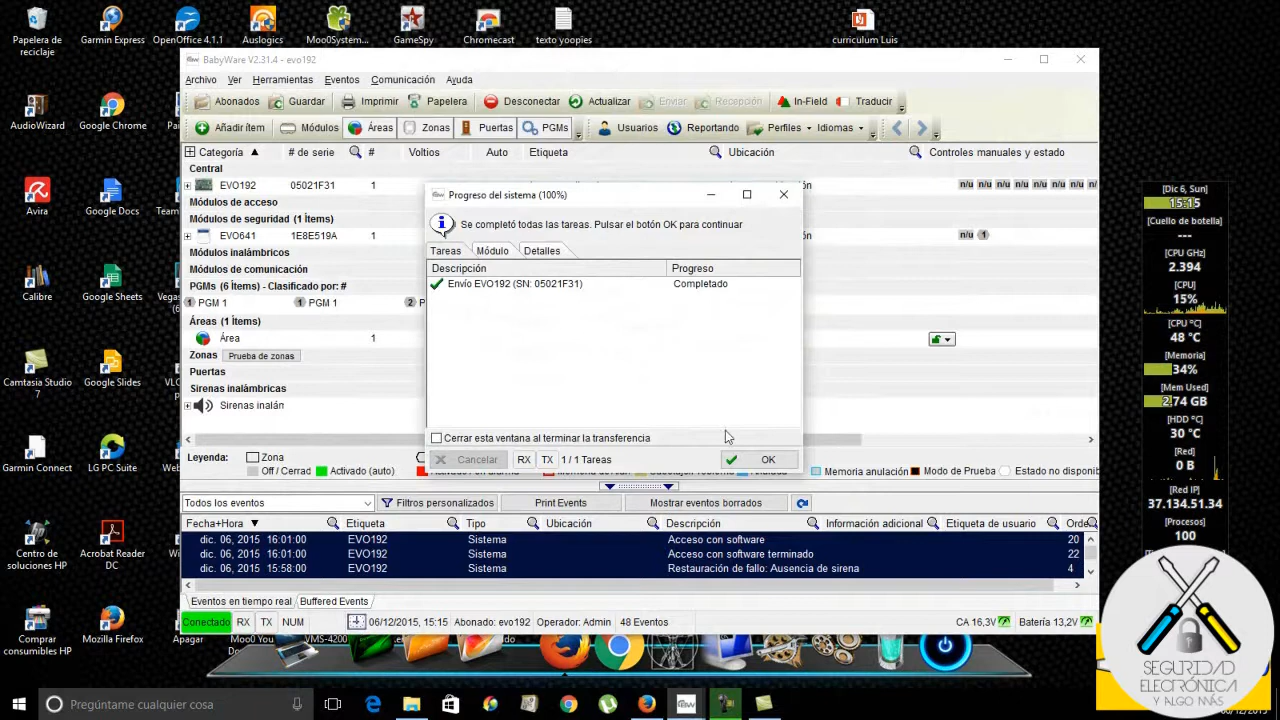 Papelera de reciclaje
Garmin Express
OpenOffice 4.1.1
Auslogics
Moo0System...
GameSpy
Chromecast
texto yoopies
curriculum Luis
BabyWare V2.31.4 - evo192
Archivo Ver Herramientas Eventos Comunicación Ayuda
Abonados Guardar Imprimir Papelera Desconectar Actualizar Enviar Recepción In-Field Traducir
Añadir ítem Módulos Áreas Zonas Puertas PGMs Usuarios Reportando Perfiles Idiomas
Categoría # de serie # Voltios Auto Etiqueta Ubicación Controles manuales y estado
Central
EVO192 05021F31 1 n/u n/u n/u n/u n/u n/u n/u n/
Módulos de acceso
Módulos de seguridad (1 Ítems)
EVO641 1E8E519A 1 n/u 1
Módulos inalámbricos
Módulos de comunicación
PGMs (6 Ítems) - Clasificado por: #
1 PGM 1 1 PGM 1 2
Áreas (1 Ítems)
Área 1
Zonas Prueba de zonas
Puertas
Sirenas inalámbricas
Sirenas inalán
Progreso del sistema (100%)
Se completó todas las tareas. Pulsar el botón OK para continuar
Tareas Módulo Detalles
Descripción Progreso
Envío EVO192 (SN: 05021F31) Completado
Cerrar esta ventana al terminar la transferencia
Cancelar RX TX 1 / 1 Tareas OK
Leyenda: Zona
Off / Cerrado Activado (auto) Memoria anulación Modo de Prueba Estado no disponib
Todos los eventos Filtros personalizados Print Events Mostrar eventos borrados
Fecha+Hora Etiqueta Tipo Ubicación Descripción Información adicional Etiqueta de usuario Orde
dic. 06, 2015 16:01:00 EVO192 Sistema Acceso con software 20
dic. 06, 2015 16:01:00 EVO192 Sistema Acceso con software terminado 22
dic. 06, 2015 15:58:00 EVO192 Sistema Restauración de fallo: Ausencia de sirena 4
Eventos en tiempo real Buffered Events
Conectado RX TX NUM 06/12/2015, 15:15 Abonado: evo192 Operador: Admin 48 Eventos CA 16,3V Batería 13,2V
AudioWizard
Google Chrome
Avira
Google Docs
Calibre
Google Sheets
Camtasia Studio 7
Google Slides
Garmin Connect
LG PC Suite
Centro de soluciones HP
Acrobat Reader DC
Comprar consumibles HP
Mozilla Firefox
Apagar
Moo0 You
VMS-4200
[Dic 6, Sun]
15:15
[Cuello de botella]
---
[CPU GHz]
2.394
[CPU]
15%
[CPU °C]
48 °C
[Memoria]
34%
[Mem Used]
2.74 GB
[HDD °C]
30 °C
[Red]
0 B
[Red IP]
37.134.51.34
[Procesos]
100
SEGURIDAD
ELECTRÓNICA
Y ALGO MÁS
Pregúntame cualquier cosa